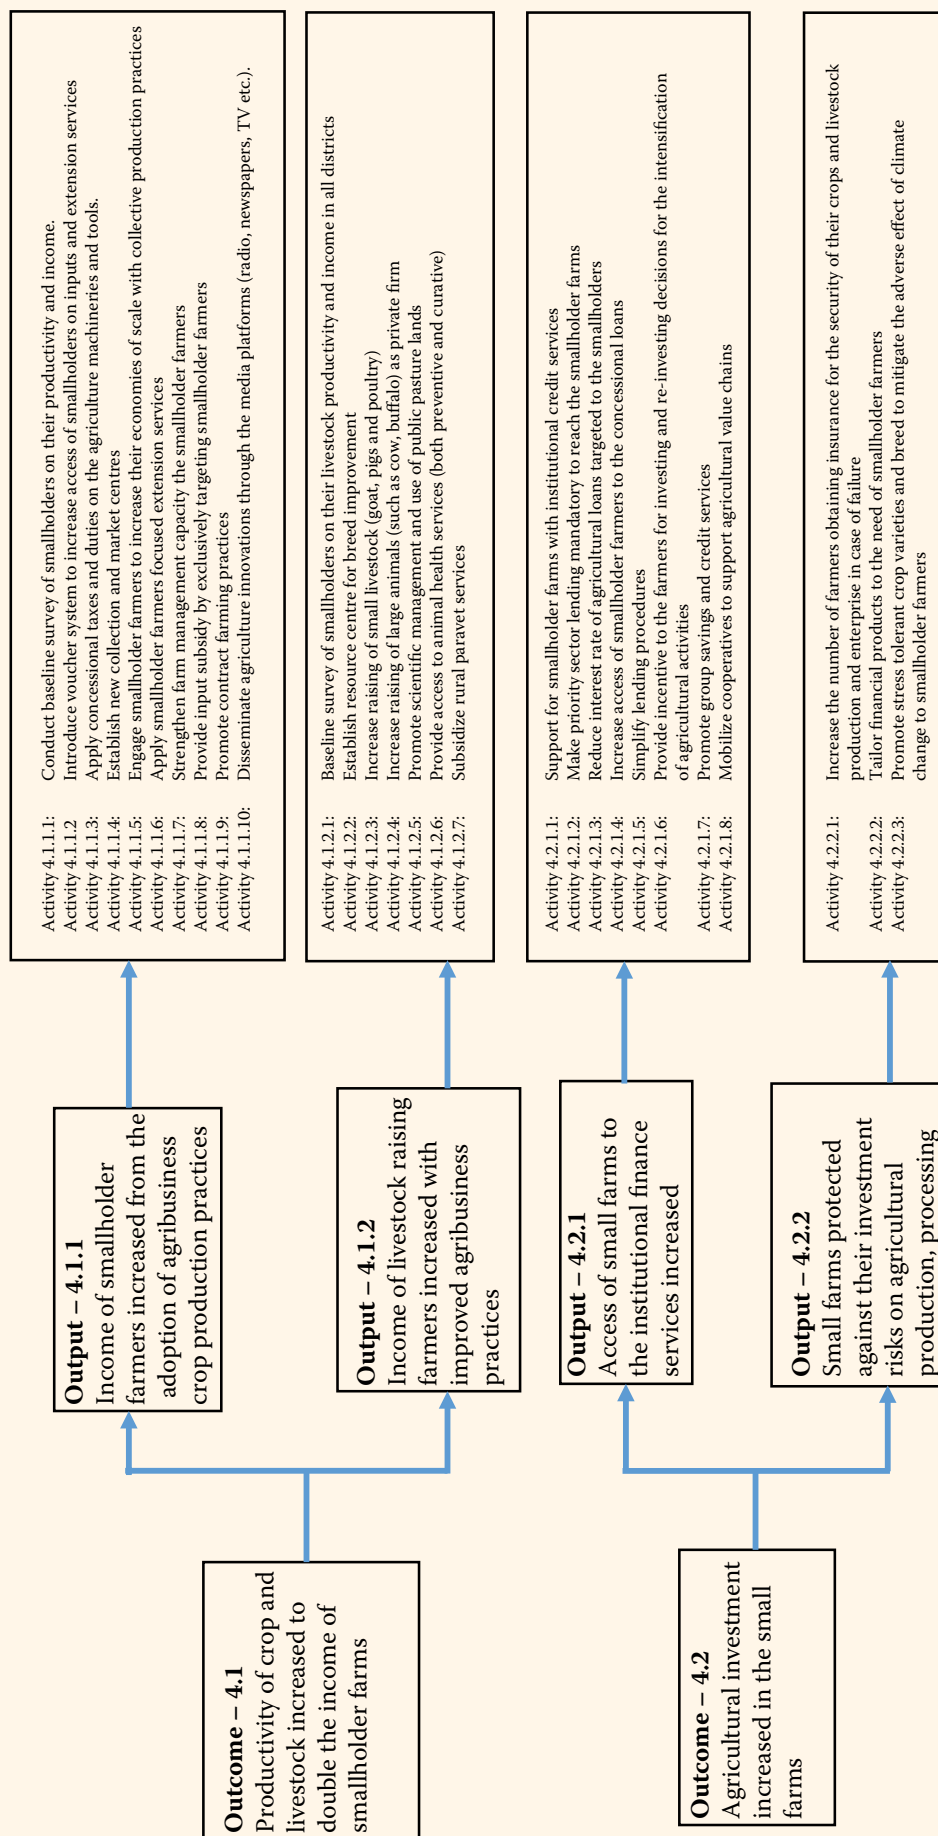 Outcome – 4.1
Productivity of crop and
livestock increased to
double the income of
smallholder farms
Output – 4.1.1
Income of smallholder
farmers increased from the
adoption of agribusiness
crop production practices
Activity 4.1.1.1: Conduct baseline survey of smallholders on their productivity and income.
Activity 4.1.1.2 Introduce voucher system to increase access of smallholders on inputs and extension services
Activity 4.1.1.3: Apply concessional taxes and duties on the agriculture machineries and tools.
Activity 4.1.1.4: Establish new collection and market centres
Activity 4.1.1.5: Engage smallholder farmers to increase their economies of scale with collective production practices
Activity 4.1.1.6: Apply smallholder farmers focused extension services
Activity 4.1.1.7: Strengthen farm management capacity the smallholder farmers
Activity 4.1.1.8: Provide input subsidy by exclusively targeting smallholder farmers
Activity 4.1.1.9: Promote contract farming practices
Activity 4.1.1.10: Disseminate agriculture innovations through the media platforms (radio, newspapers, TV etc.).
Output – 4.1.2
Income of livestock raising
farmers increased with
improved agribusiness
practices
Activity 4.1.2.1: Baseline survey of smallholders on their livestock productivity and income in all districts
Activity 4.1.2.2: Establish resource centre for breed improvement
Activity 4.1.2.3: Increase raising of small livestock (goat, pigs and poultry)
Activity 4.1.2.4: Increase raising of large animals (such as cow, buffalo) as private firm
Activity 4.1.2.5: Promote scientific management and use of public pasture lands
Activity 4.1.2.6: Provide access to animal health services (both preventive and curative)
Activity 4.1.2.7: Subsidize rural paravet services
Outcome – 4.2
Agricultural investment
increased in the small
farms
Output – 4.2.1
Access of small farms to
the institutional finance
services increased
Activity 4.2.1.1: Support for smallholder farms with institutional credit services
Activity 4.2.1.2: Make priority sector lending mandatory to reach the smallholder farms
Activity 4.2.1.3: Reduce interest rate of agricultural loans targeted to the smallholders
Activity 4.2.1.4: Increase access of smallholder farmers to the concessional loans
Activity 4.2.1.5: Simplify lending procedures
Activity 4.2.1.6: Provide incentive to the farmers for investing and re-investing decisions for the intensification
of agricultural activities
Activity 4.2.1.7: Promote group savings and credit services
Activity 4.2.1.8: Mobilize cooperatives to support agricultural value chains
Output – 4.2.2
Small farms protected
against their investment
risks on agricultural
production, processing
Activity 4.2.2.1: Increase the number of farmers obtaining insurance for the security of their crops and livestock
production and enterprise in case of failure
Activity 4.2.2.2: Tailor financial products to the need of smallholder farmers
Activity 4.2.2.3: Promote stress tolerant crop varieties and breed to mitigate the adverse effect of climate
change to smallholder farmers